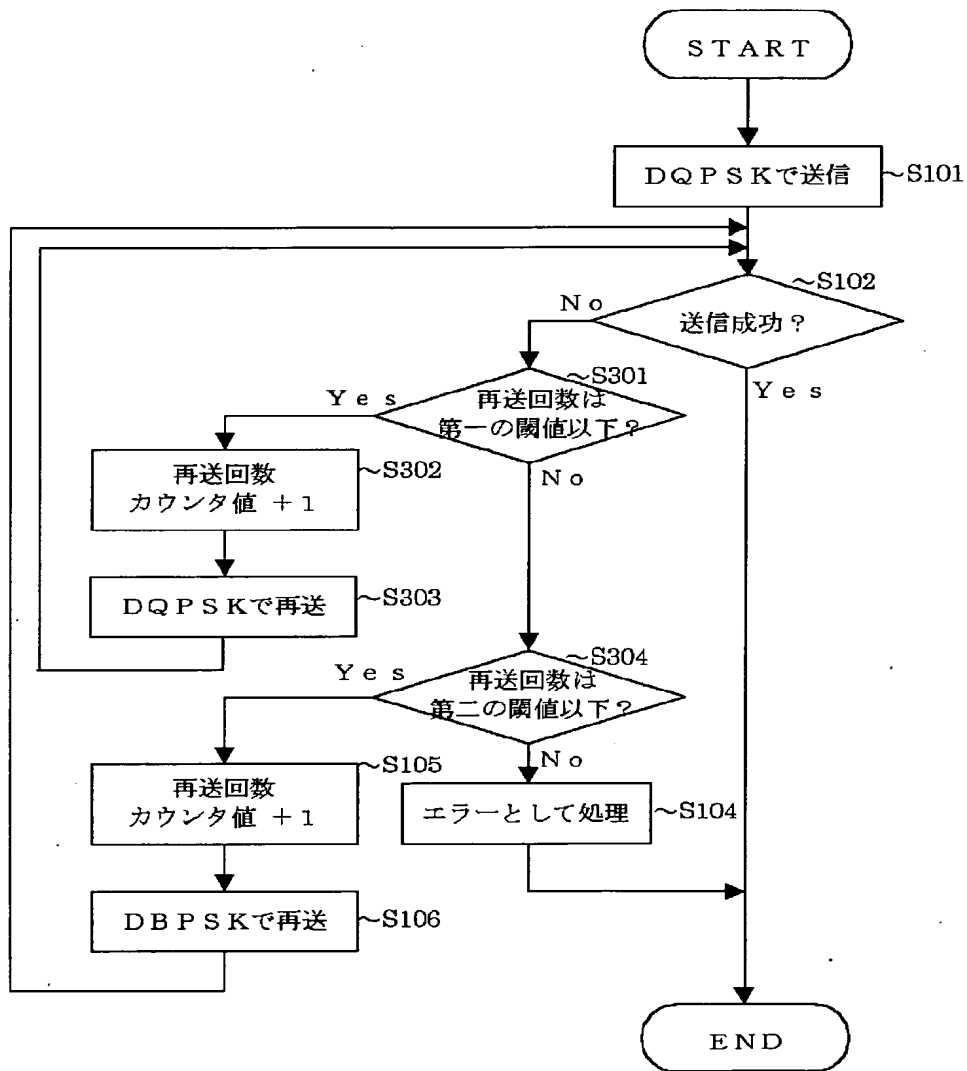 START
DQPSKで送信
~S101
~S102
送信成功?
No
Yes
~S301
再送回数は
第一の閾値以下?
Yes
No
再送回数
カウンタ値 +1
~S302
DQPSKで再送
~S303
~S304
再送回数は
第二の閾値以下?
Yes
No
再送回数
カウンタ値 +1
~S105
エラーとして処理
~S104
DBPSKで再送
~S106
END